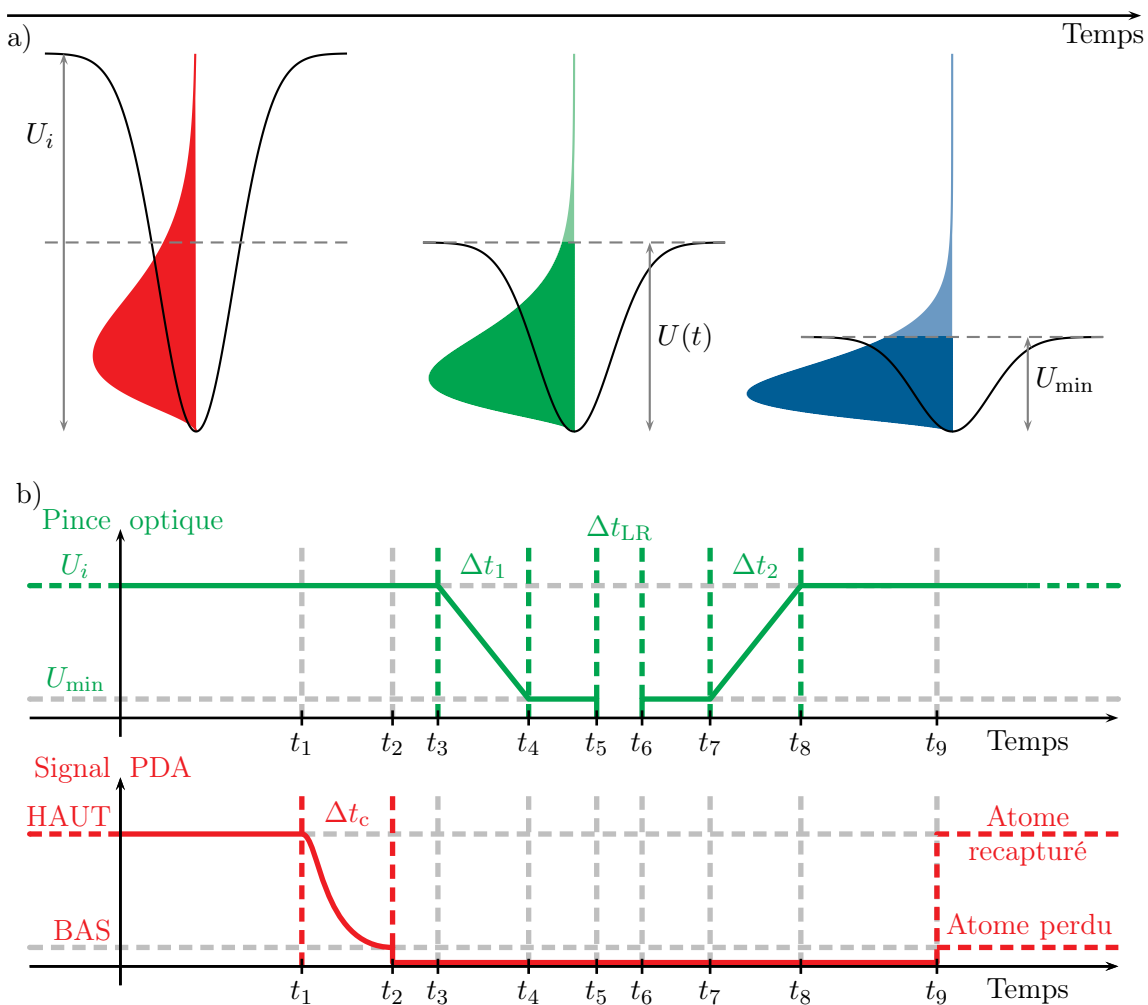 Temps
a)
U_i
U(t)
U_min
b)
Pince optique
Δt_LR
U_i
Δt_1
Δt_2
U_min
t_1 t_2 t_3 t_4 t_5 t_6 t_7 t_8 t_9 Temps
Signal PDA
HAUT
Δt_c
Atome
recapturé
BAS
Atome perdu
t_1 t_2 t_3 t_4 t_5 t_6 t_7 t_8 t_9 Temps